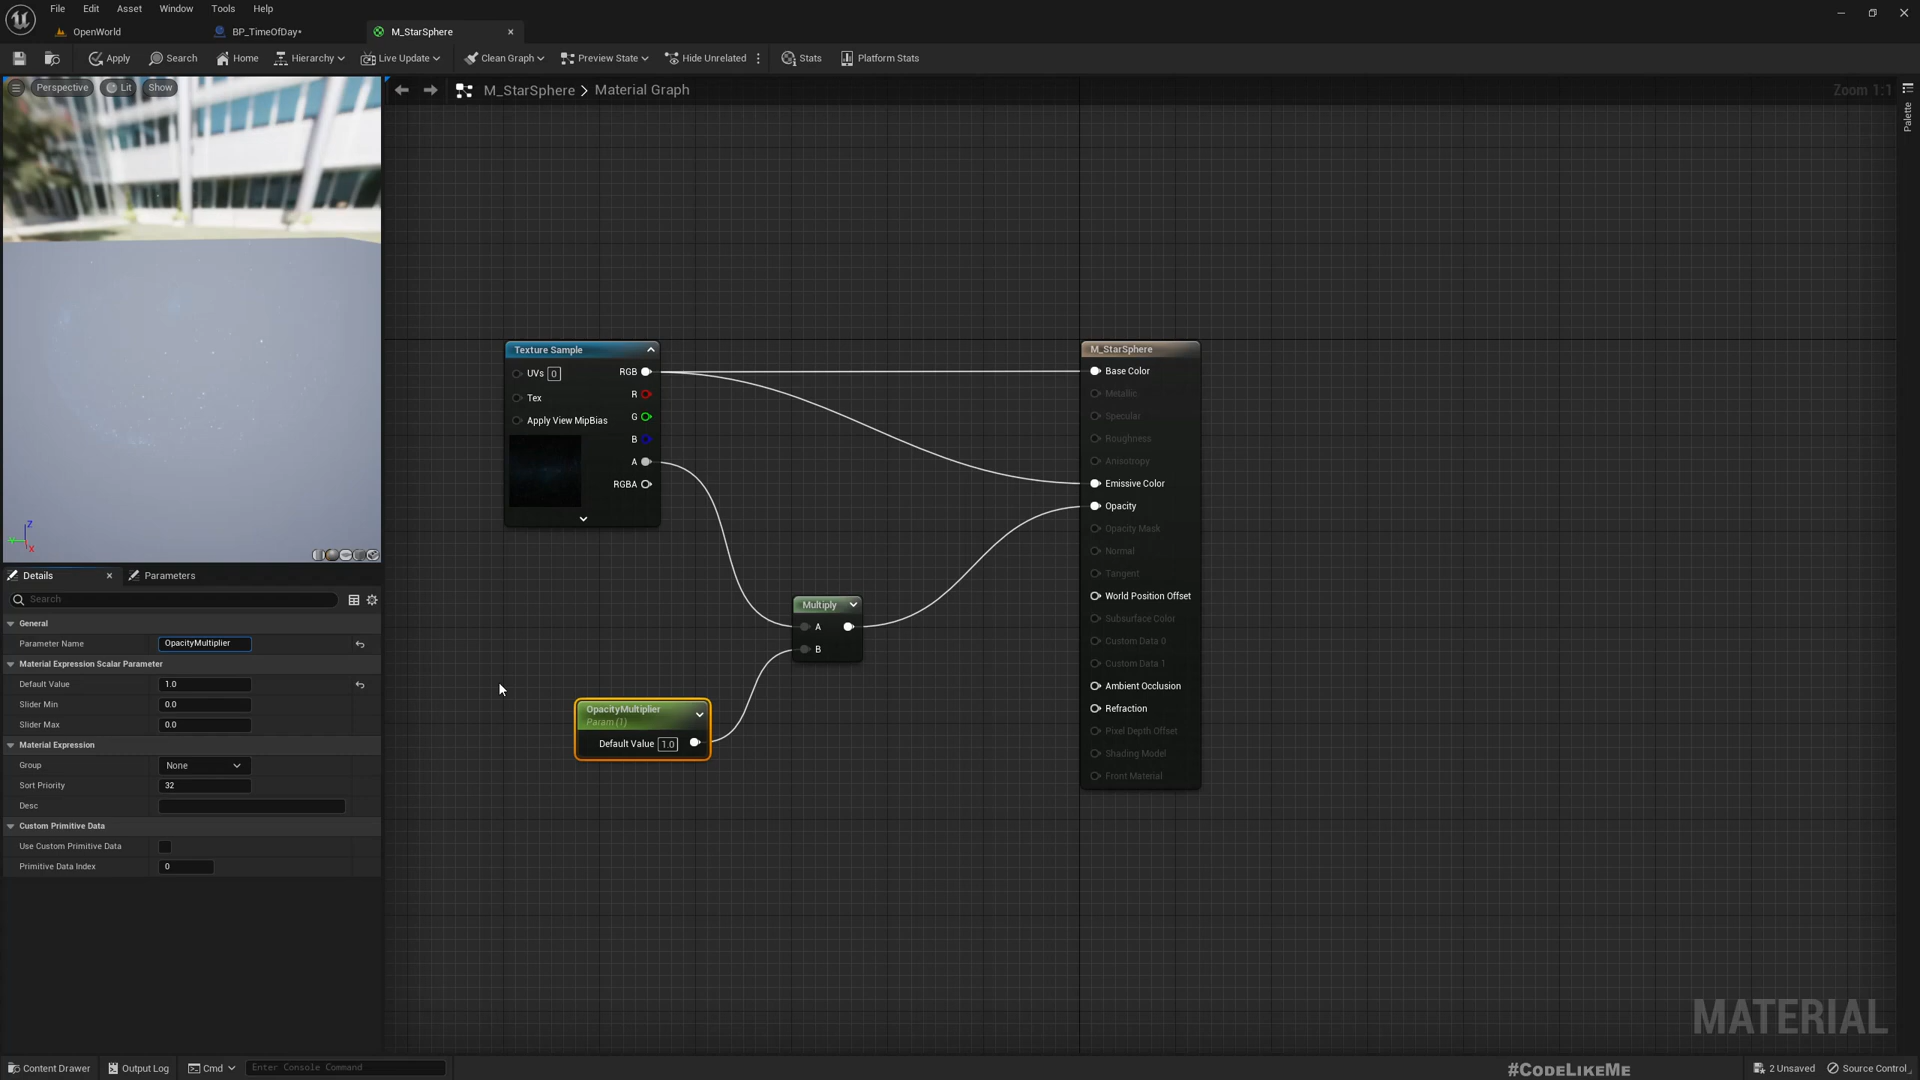 File Edit Asset Window Tools Help
OpenWorld BP_TimeOfDay* M_StarSphere
Apply Search Home Hierarchy Live Update Clean Graph Preview State Hide Unrelated Stats Platform Stats
Perspective Lit Show
M_StarSphere > Material Graph
Zoom 1:1
Palette
Texture Sample
UVs 0 RGB
R
Tex
G
Apply View MipBias
B
A
RGBA
Multiply
A
B
OpacityMultiplier
Param (1)
Default Value 1.0
M_StarSphere
Base Color
Metallic
Specular
Roughness
Anisotropy
Emissive Color
Opacity
Opacity Mask
Normal
Tangent
World Position Offset
Subsurface Color
Custom Data 0
Custom Data 1
Ambient Occlusion
Refraction
Pixel Depth Offset
Shading Model
Front Material
Z
Y
X
Details Parameters
Search
General
Parameter Name OpacityMultiplier
Material Expression Scalar Parameter
Default Value 1.0
Slider Min 0.0
Slider Max 0.0
Material Expression
Group None
Sort Priority 32
Desc
Custom Primitive Data
Use Custom Primitive Data
Primitive Data Index 0
MATERIAL
Content Drawer Output Log Cmd Enter Console Command #CODELIKEME 2 Unsaved Source Control